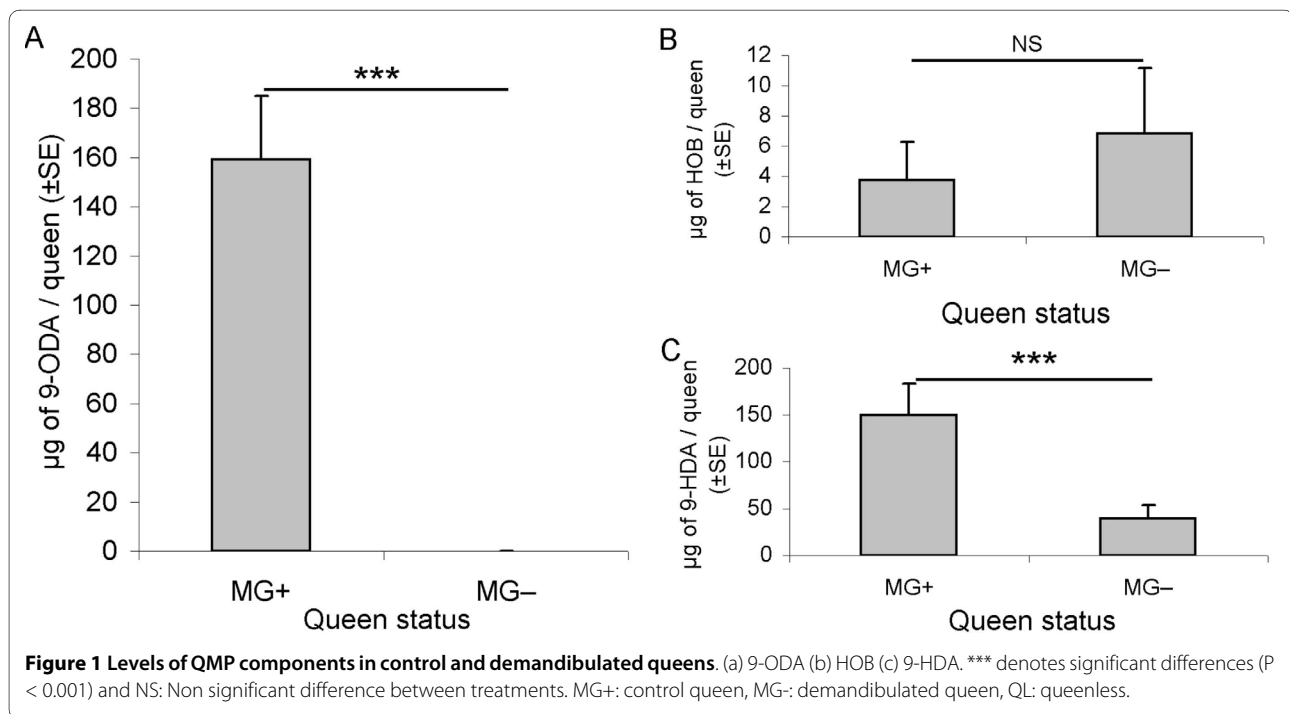 A
200
180
160
140
120
100
80
60
40
20
0
µg of 9-ODA / queen (±SE)
***
MG+ MG–
Queen status
B
12
10
8
6
4
2
0
µg of HOB / queen
(±SE)
NS
MG+ MG–
Queen status
C
200
150
100
50
0
µg of 9-HDA / queen
(±SE)
***
MG+ MG–
Queen status
Figure 1 Levels of QMP components in control and demandibulated queens. (a) 9-ODA (b) HOB (c) 9-HDA. *** denotes significant differences (P
< 0.001) and NS: Non significant difference between treatments. MG+: control queen, MG-: demandibulated queen, QL: queenless.